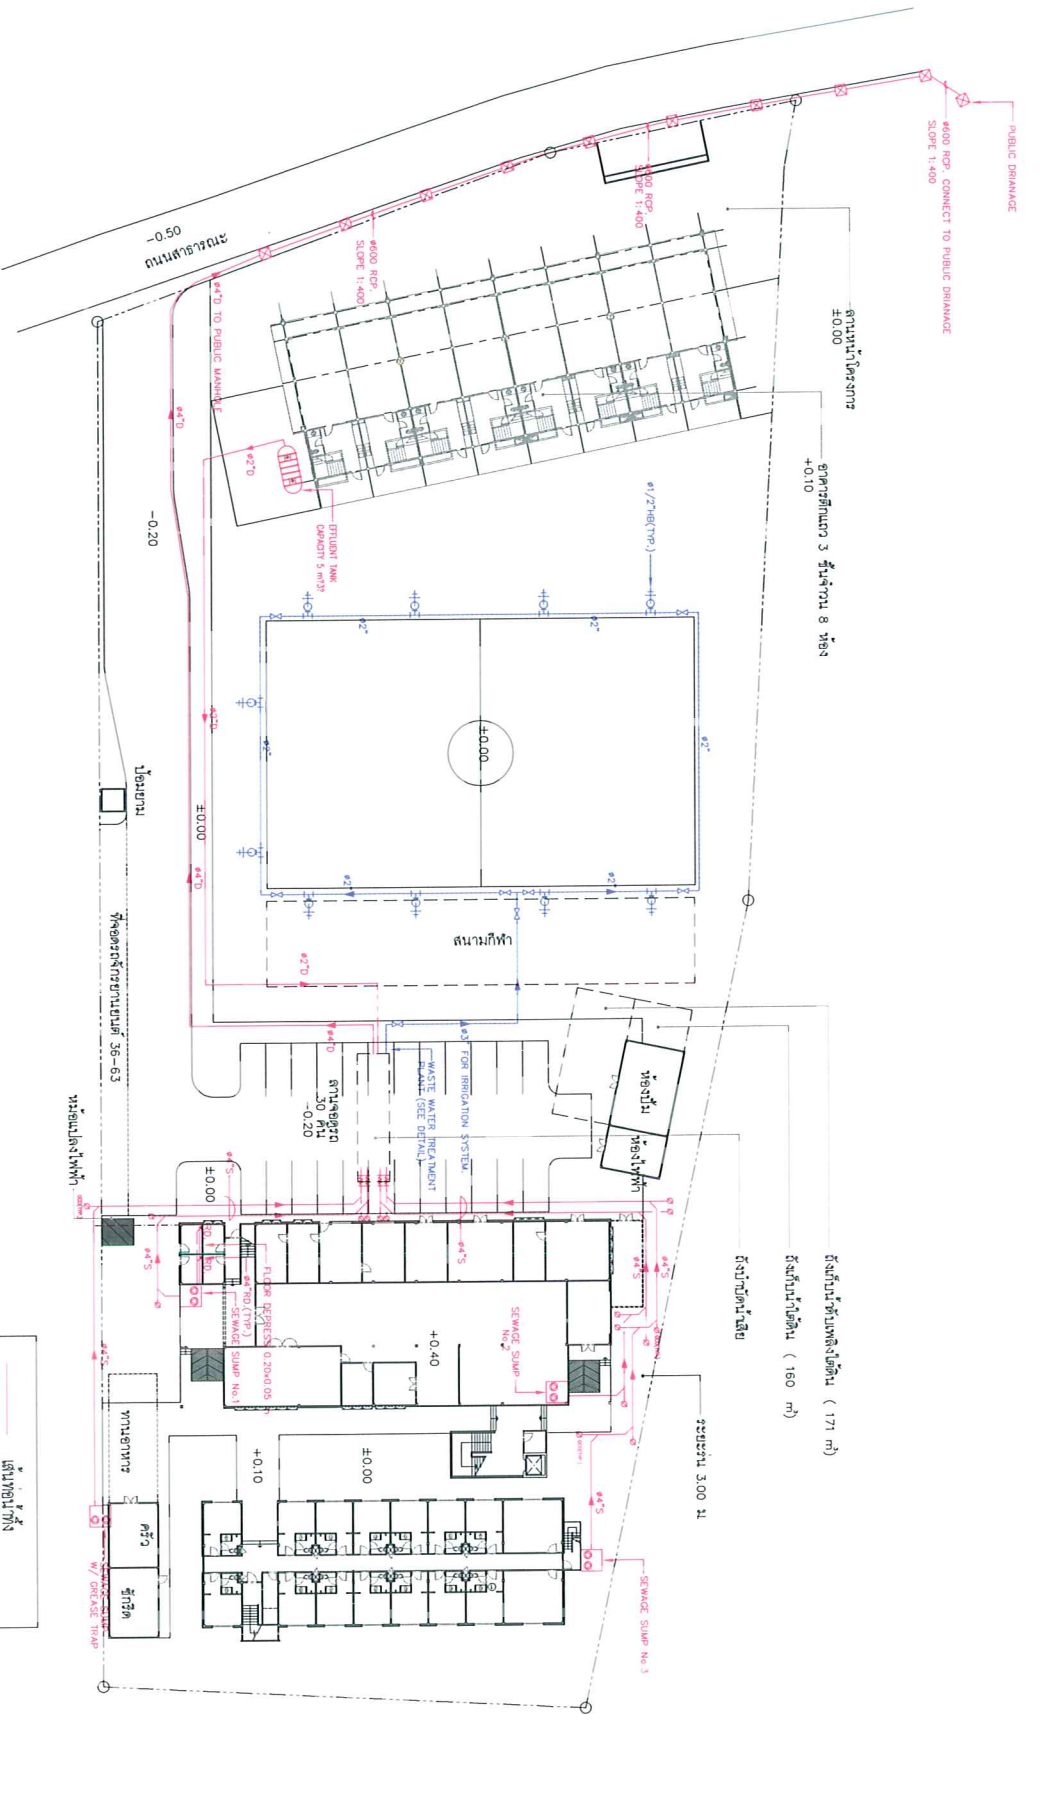 PUBLIC DRIANAGE
ø600 RCP. CONNECT TO PUBLIC DRIANAGE
SLOPE 1:400
ลานหน้าโครงการ
±0.00
อาคารตึกแถว 3 ชั้นจำนวน 8 ห้อง
+0.10
ø600 RCP.
SLOPE 1:400
ø600 RCP.
SLOPE 1:400
-0.50
ถนนสาธารณะ
ø4"D TO PUBLIC MANHOLE
ø4"D
ø2"D
EFFLUENT TANK
CAPACITY 5 m?3?
ø1/2"HB(TYP.)
-0.20
ø2"
ø2"
ø2"
ø2"
±0.00
ø2"D
ป้อมยาม
±0.00
ø4"D
ø2"
ø2"
สนามกีฬา
ø2"D
ที่จอดรถจักรยานยนต์ 36-63
ø4"D
ø3" FOR IRRIGATION SYSTEM
WASTE WATER TREATMENT
PLANT (SEE DETAIL)
ลานจอดรถ
30 คัน
-0.20
ห้องปั๊ม
ห้องไฟฟ้า
ถังเก็บน้ำดับเพลิงใต้ดิน ( 171 ㎥)
ถังเก็บน้ำใต้ดิน ( 160 ㎥)
ถังบำบัดน้ำเสีย
ระยะร่น 3.00 ม
หม้อแปลงไฟฟ้า
±0.00
ø4"S
ø4"S
ø4"S
ø4"S
ø4"S
ø4"S
RD
RD
FLOOR DEPRESS 0.20x0.05 m
ø4"RD.(TYP.)
SEWAGE SUMP No.1
SEWAGE SUMP
No.2
+0.40
±0.00
+0.10
ø4"S
SEWAGE SUMP No.3
ทานอาหาร
ครัว
ซักรีด
SEWAGE SUMP
W/ GREASE TRAP
เส้นท่อน้ำทิ้ง